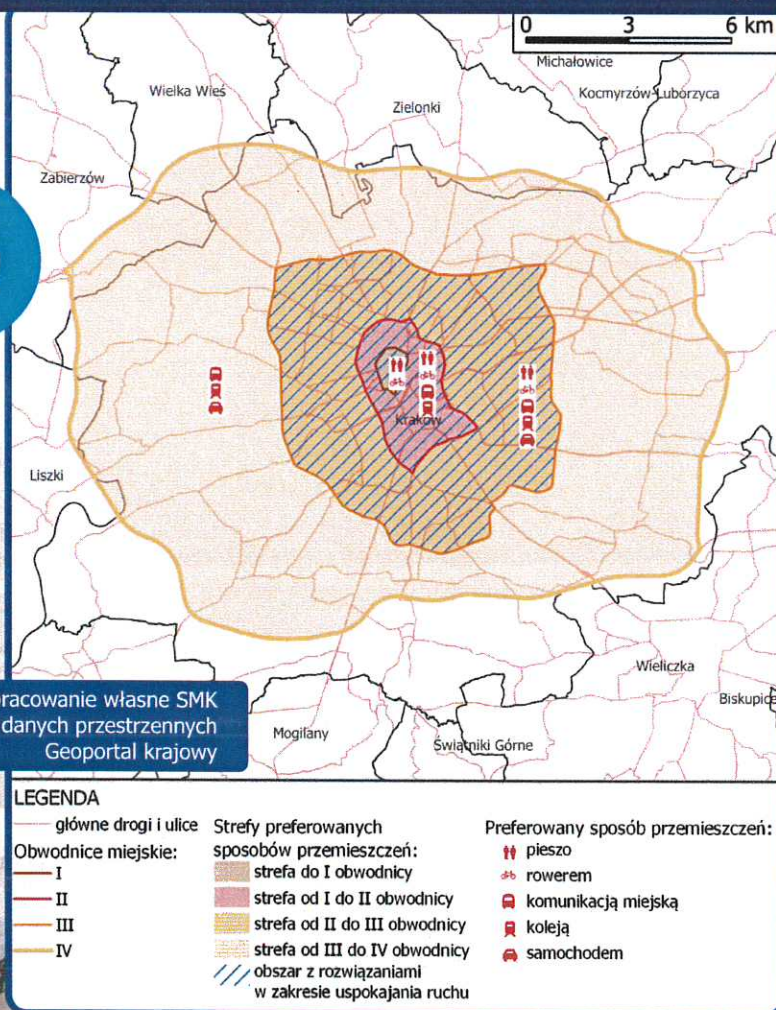 0 3 6 km
Michałowice
Wielka Wieś
Kocmyrzów-Luborzyca
Zielonki
Zabierzów
Kraków
Liszki
Wieliczka
Biskupice
Mogilany
Świątniki Górne
racowanie własne SMK
danych przestrzennych
Geoportal krajowy
LEGENDA
główne drogi i ulice
Obwodnice miejskie:
I
II
III
IV
Strefy preferowanych
sposobów przemieszczeń:
strefa do I obwodnicy
strefa od I do II obwodnicy
strefa od II do III obwodnicy
strefa od III do IV obwodnicy
obszar z rozwiązaniami
w zakresie uspokajania ruchu
Preferowany sposób przemieszczeń:
pieszo
rowerem
komunikacją miejską
koleją
samochodem